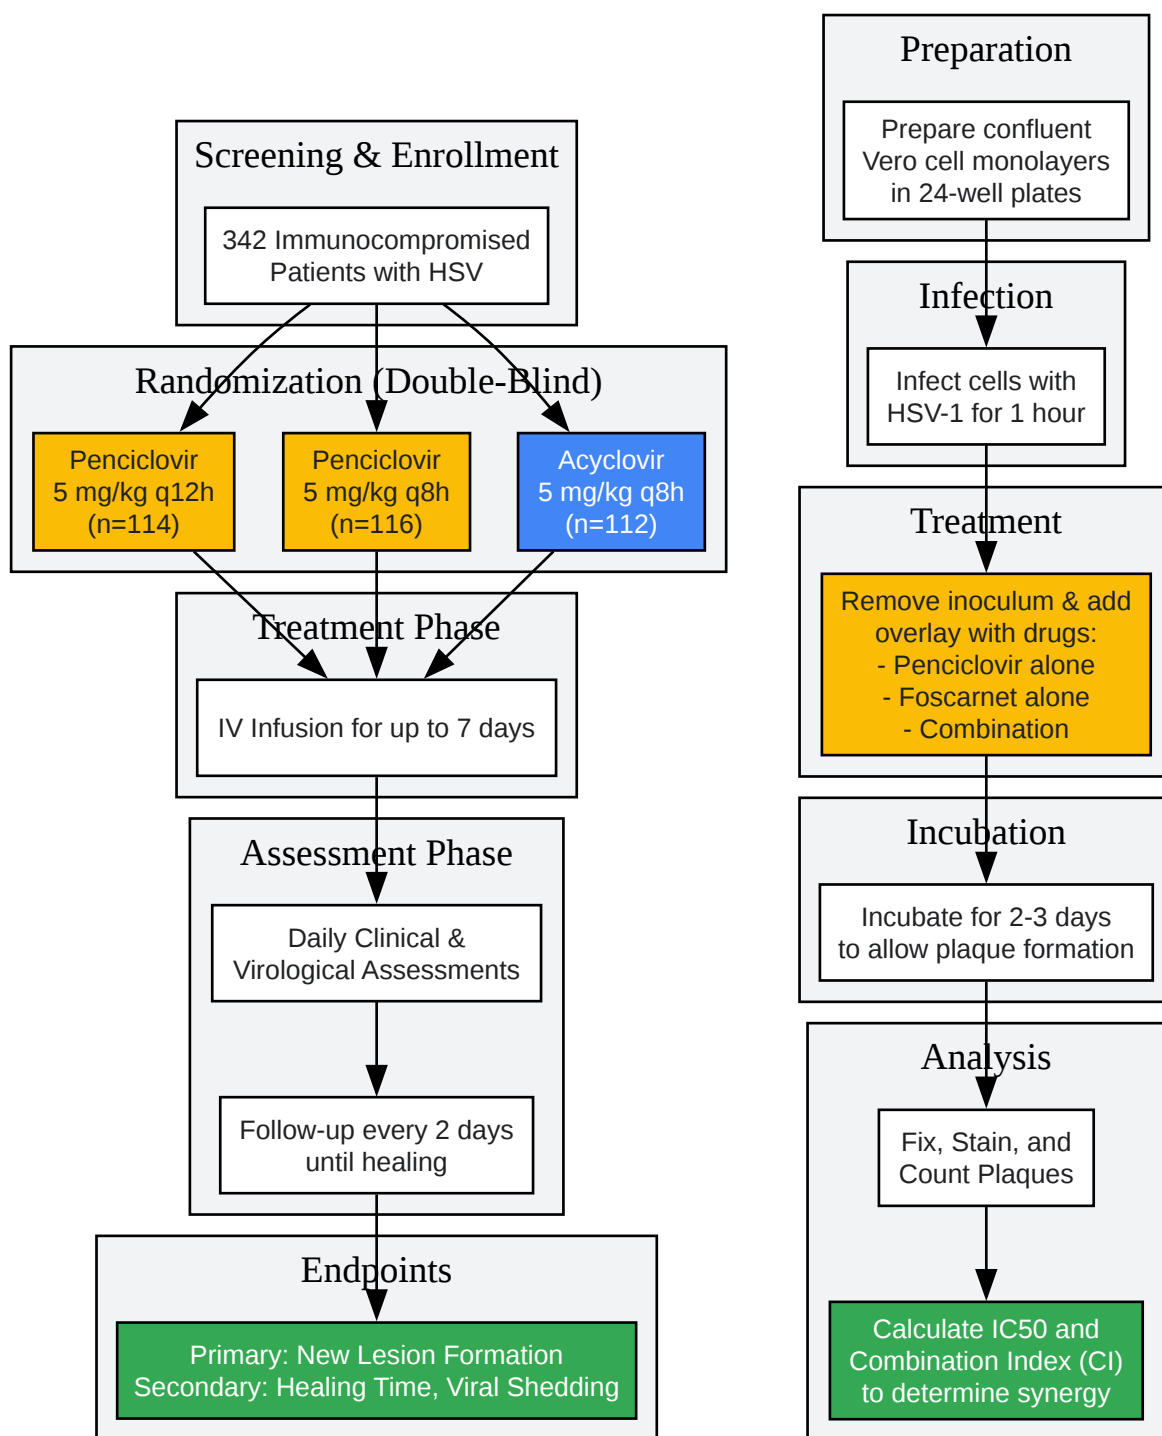 Screening & Enrollment
342 Immunocompromised
Patients with HSV
Randomization (Double-Blind)
Penciclovir
5 mg/kg q12h
(n=114)
Penciclovir
5 mg/kg q8h
(n=116)
Acyclovir
5 mg/kg q8h
(n=112)
Treatment Phase
IV Infusion for up to 7 days
Assessment Phase
Daily Clinical &
Virological Assessments
Follow-up every 2 days
until healing
Endpoints
Primary: New Lesion Formation
Secondary: Healing Time, Viral Shedding
Preparation
Prepare confluent
Vero cell monolayers
in 24-well plates
Infection
Infect cells with
HSV-1 for 1 hour
Treatment
Remove inoculum & add
overlay with drugs:
- Penciclovir alone
- Foscarnet alone
- Combination
Incubation
Incubate for 2-3 days
to allow plaque formation
Analysis
Fix, Stain, and
Count Plaques
Calculate IC50 and
Combination Index (CI)
to determine synergy